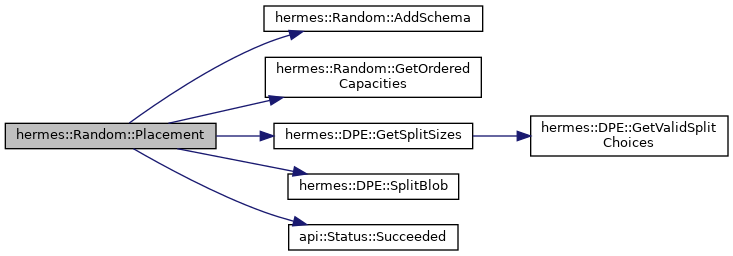 hermes::Random::AddSchema
hermes::Random::GetOrdered
Capacities
hermes::Random::Placement
hermes::DPE::GetSplitSizes
hermes::DPE::GetValidSplit
Choices
hermes::DPE::SplitBlob
api::Status::Succeeded